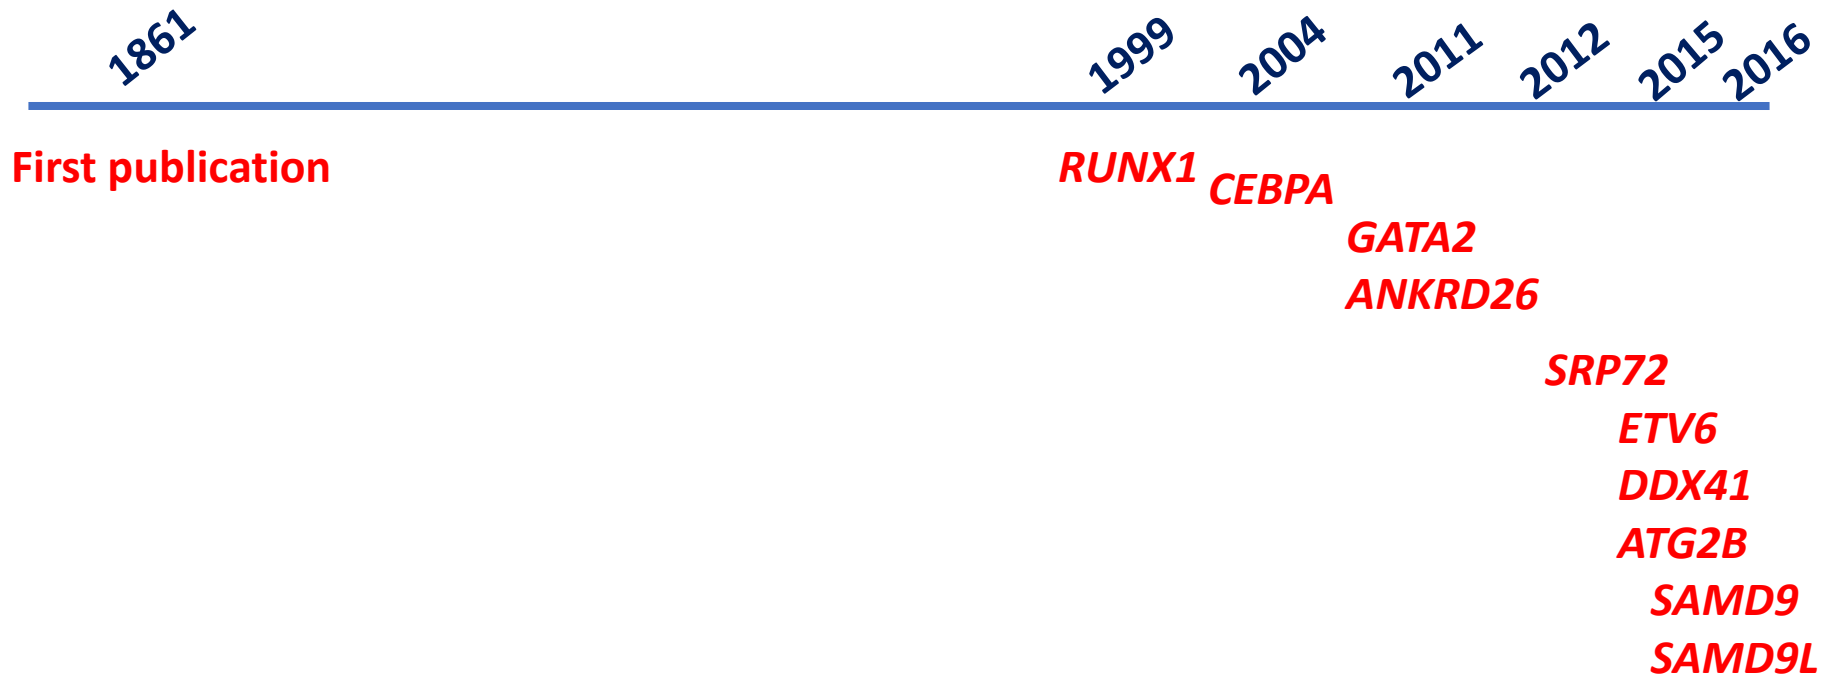 1861
1999
2004
2011
2012
2015
2016
First publication
RUNX1
CEBPA
GATA2
ANKRD26
SRP72
ETV6
DDX41
ATG2B
SAMD9
SAMD9L